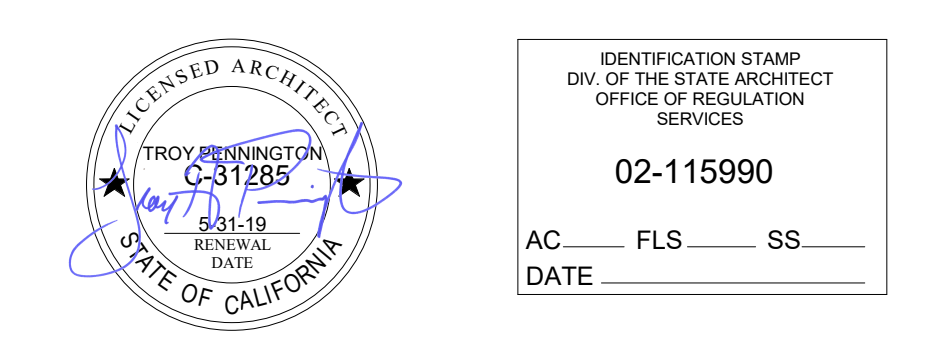 LICENSED ARCHITECT
TROY PENNINGTON
C-31285
5-31-19
RENEWAL
DATE
STATE OF CALIFORNIA
IDENTIFICATION STAMP
DIV. OF THE STATE ARCHITECT
OFFICE OF REGULATION
SERVICES
02-115990
AC FLS SS
DATE